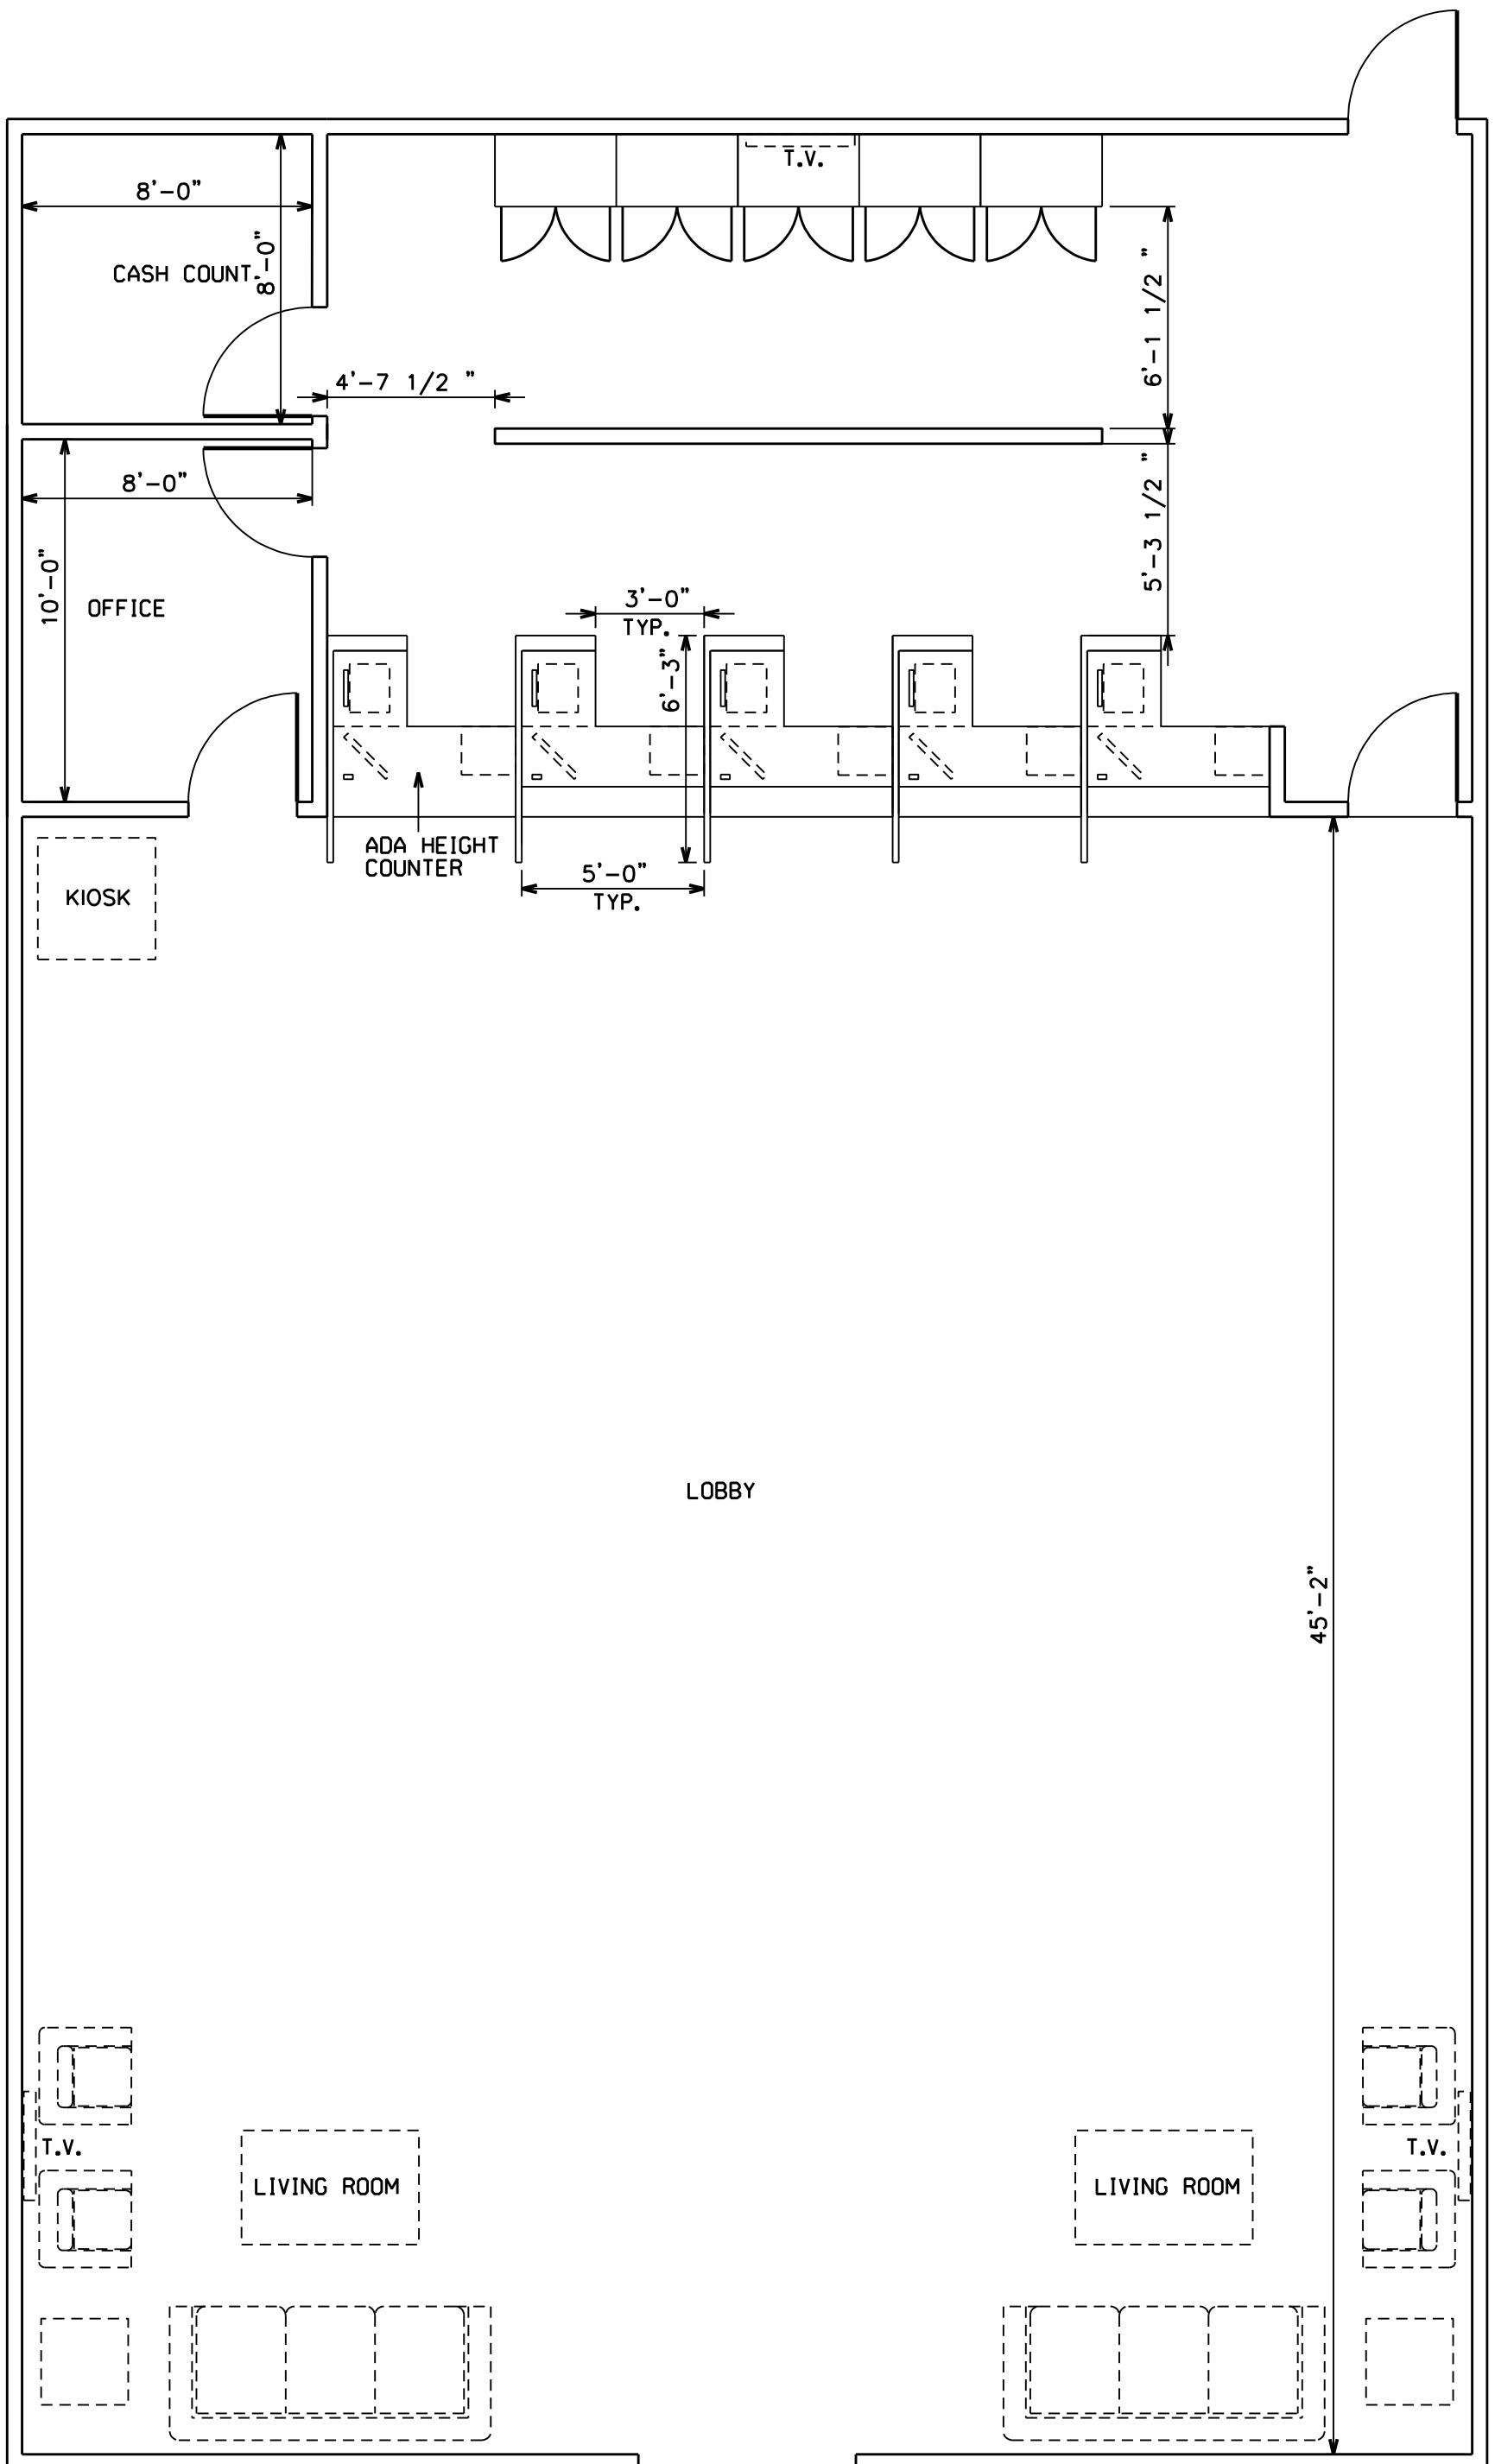 T.V.
8'-0"
8'-0"
CASH COUNT.
6'-1 1/2 "
4'-7 1/2 "
8'-0"
5'-3 1/2 "
10'-0"
OFFICE
3'-0"
TYP.
6'-3"
ADA HEIGHT
COUNTER
5'-0"
TYP.
KIOSK
LOBBY
45'-2"
T.V.
T.V.
LIVING ROOM
LIVING ROOM